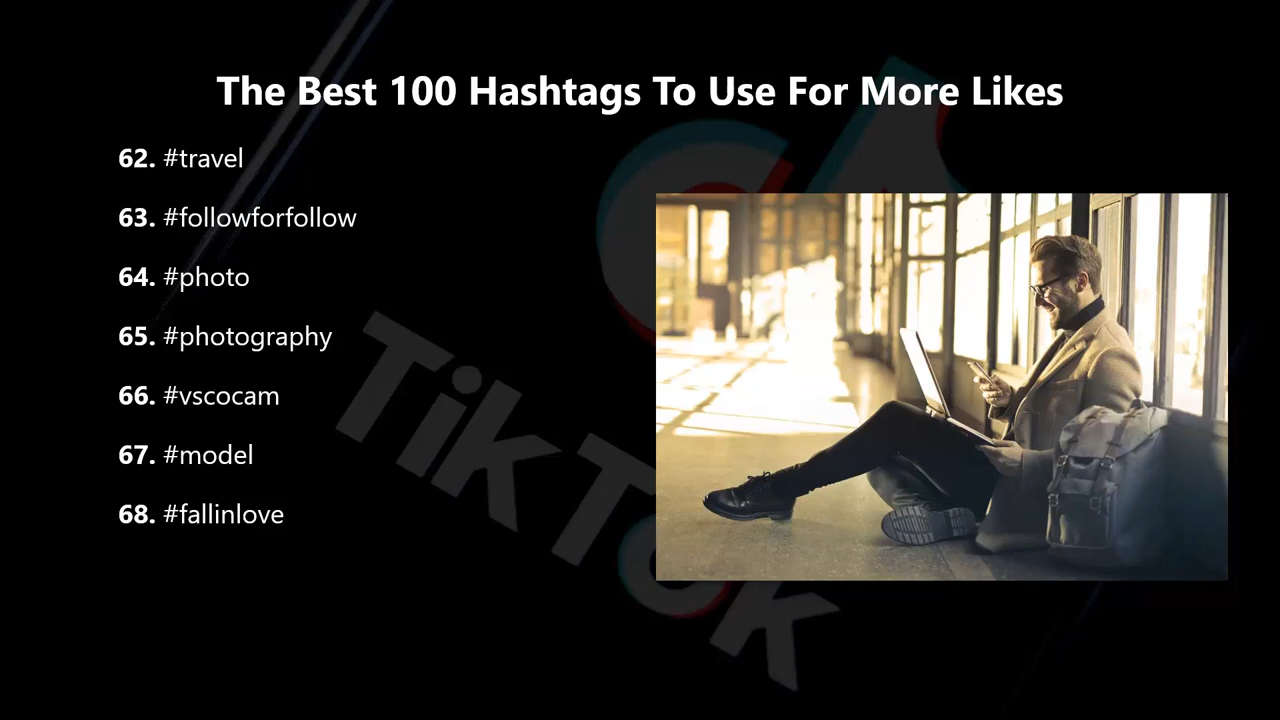 The Best 100 Hashtags To Use For More Likes
62. #travel
63. #followforfollow
64. #photo
65. #photography
66. #vscocam
67. #model
68. #fallinlove
TikTok